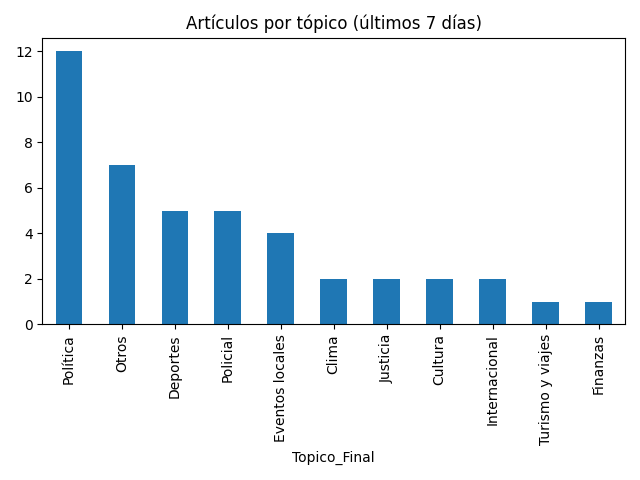 Artículos por tópico (últimos 7 días)
12
10
8
6
4
2
0
Política
Otros
Deportes
Policial
Eventos locales
Clima
Justicia
Cultura
Internacional
Turismo y viajes
Finanzas
Topico_Final